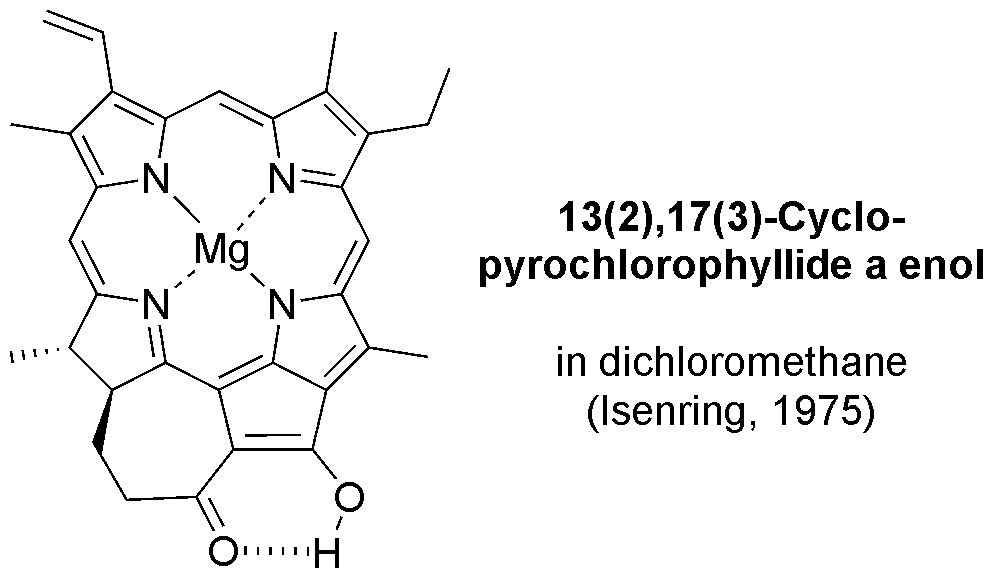 N
N
Mg
N
N
O
O
H
13(2),17(3)-Cyclo-
pyrochlorophyllide a enol
in dichloromethane
(Isenring, 1975)